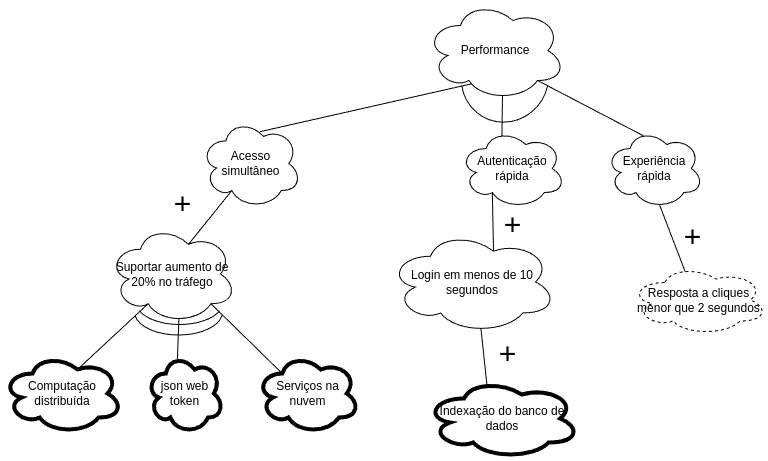 Performance
Acesso
simultâneo
Autenticação
rápida
Experiência
rápida
+
+
+
Suportar aumento de
20% no tráfego
Login em menos de 10
segundos
Resposta a cliques
menor que 2 segundos
+
Computação
distribuída
json web
token
Serviços na
nuvem
Indexação do banco de
dados